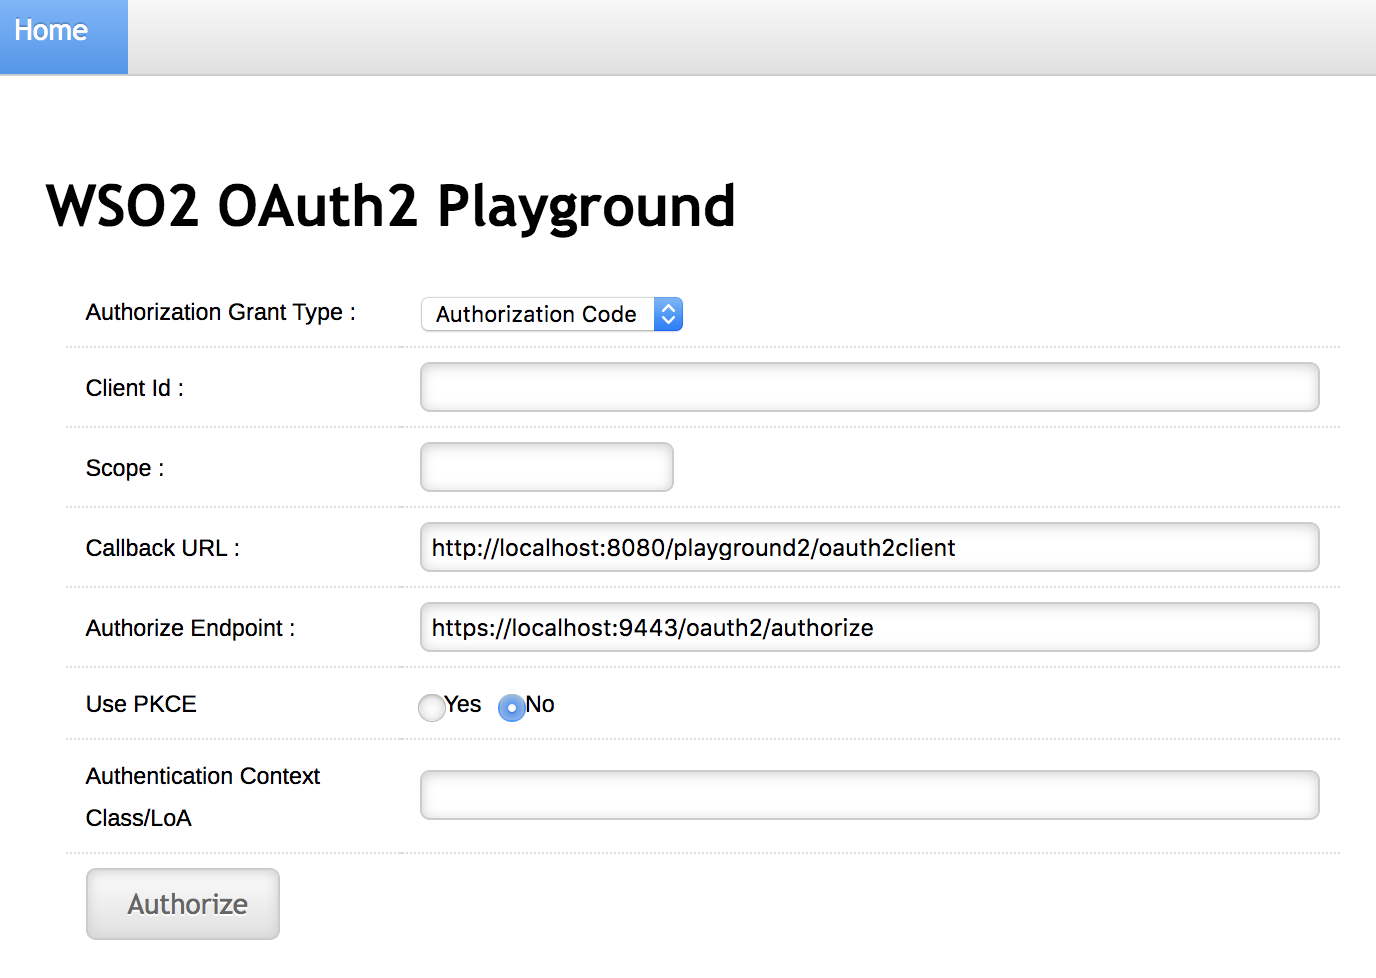 Home
WSO2 OAuth2 Playground
Authorization Grant Type : Authorization Code
Client Id :
Scope :
Callback URL : http://localhost:8080/playground2/oauth2client
Authorize Endpoint : https://localhost:9443/oauth2/authorize
Use PKCE Yes No
Authentication Context
Class/LoA
Authorize